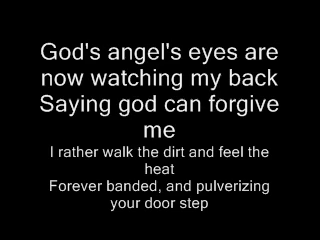 God's angel's eyes are
now watching my back
Saying god can forgive
me
I rather walk the dirt and feel the
heat
Forever banded, and pulverizing
your door step